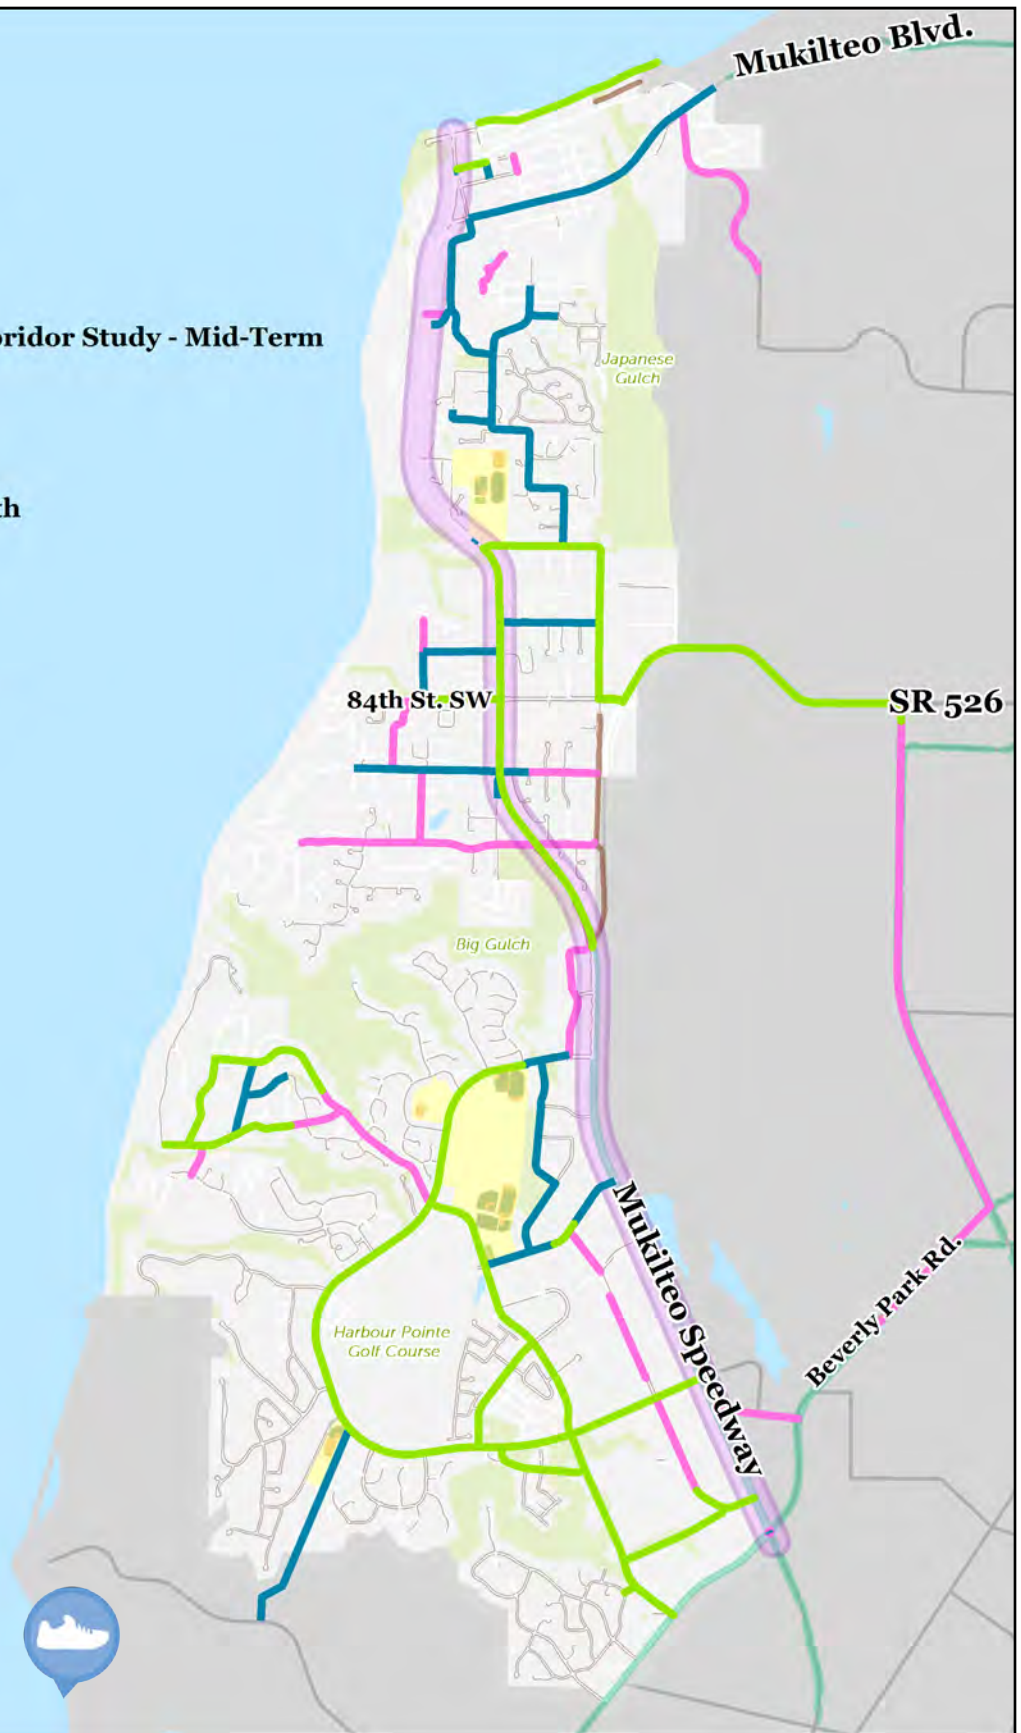 Mukilteo Blvd.
Study - Mid-Term
Japanese
Gulch
84th St. SW
SR 526
Big Gulch
Mukilteo Speedway
Beverly Park Rd.
Harbour Pointe
Golf Course